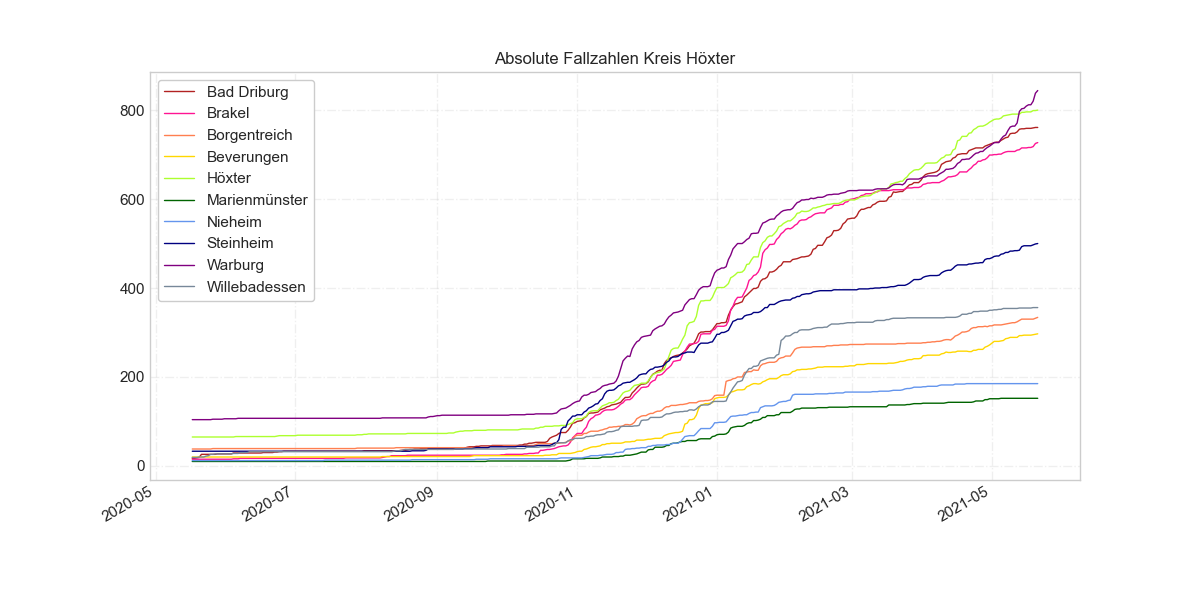 Absolute Fallzahlen Kreis Höxter
Bad Driburg
Brakel
Borgentreich
Beverungen
Höxter
Marienmünster
Nieheim
Steinheim
Warburg
Willebadessen
800
600
400
200
0
2020-05
2020-07
2020-09
2020-11
2021-01
2021-03
2021-05